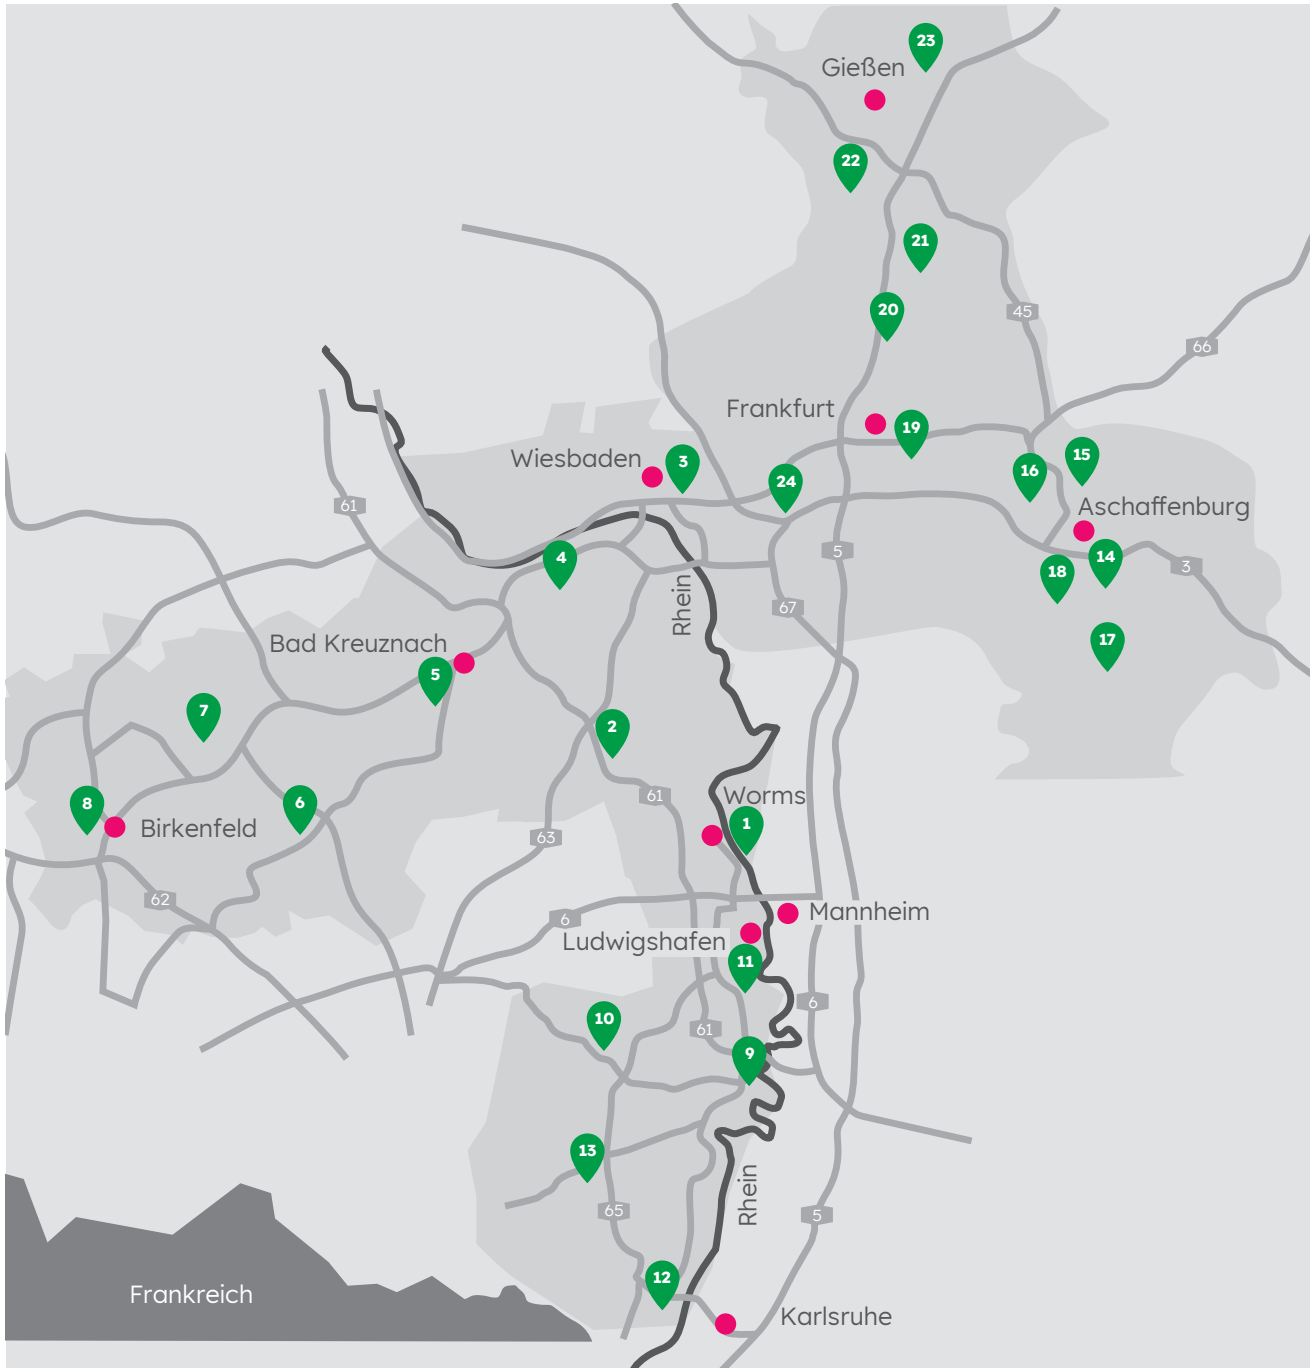 23
Gießen
22
21
20
45
66
Frankfurt
19
Wiesbaden
3
15
16
24
Aschaffenburg
61
5
4
14
3
18
Rhein
67
Bad Kreuznach
17
5
7
2
61
Worms
8
6
1
Birkenfeld
63
62
6
Mannheim
Ludwigshafen
11
6
10
61
9
13
Rhein
65
5
12
Frankreich
Karlsruhe